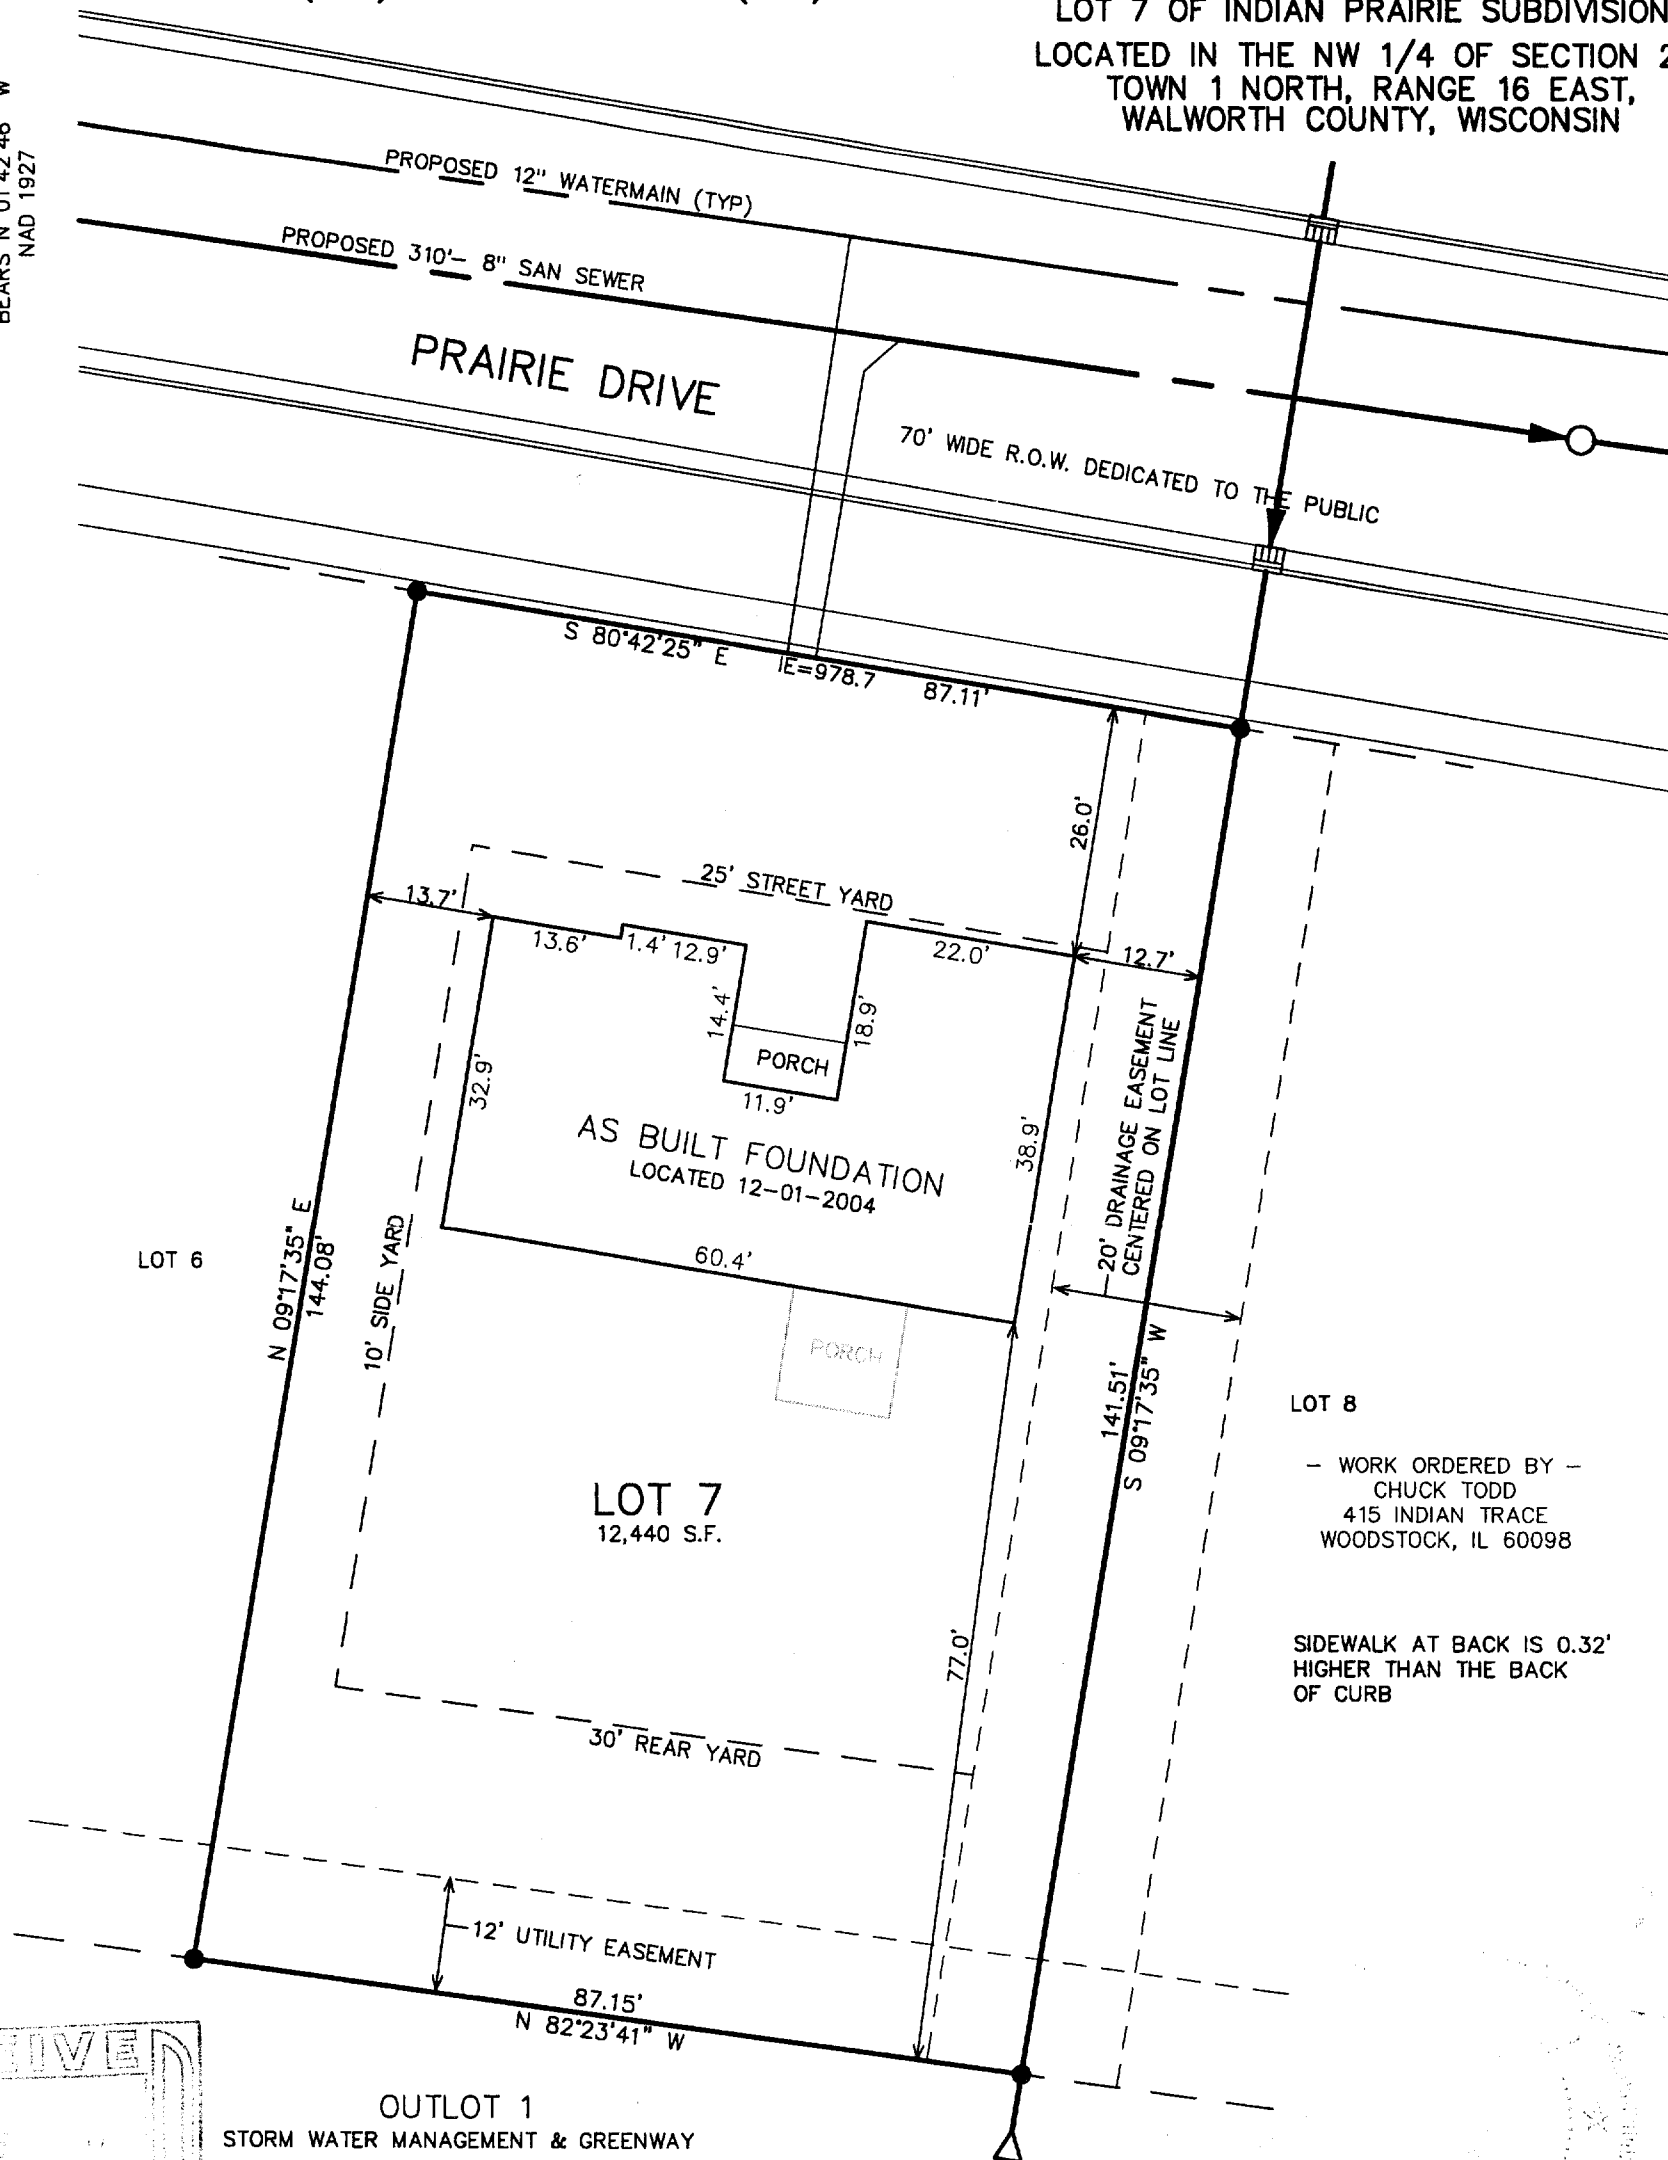 LOT 7 OF INDIAN PRAIRIE SUBDIVISION
LOCATED IN THE NW 1/4 OF SECTION 2
TOWN 1 NORTH, RANGE 16 EAST,
WALWORTH COUNTY, WISCONSIN
BEARS N 01°42'46" W
NAD 1927
PROPOSED 12" WATERMAIN (TYP)
PROPOSED 310'– 8" SAN SEWER
PRAIRIE DRIVE
70' WIDE R.O.W. DEDICATED TO THE PUBLIC
S 80°42'25" E
IE=978.7
87.11'
26.0'
25' STREET YARD
13.7'
13.6'
1.4'
12.9'
22.0'
12.7'
14.4'
18.9'
PORCH
11.9'
32.9'
38.9'
20' DRAINAGE EASEMENT
CENTERED ON LOT LINE
AS BUILT FOUNDATION
LOCATED 12–01–2004
60.4'
LOT 6
N 09°17'35" E
144.08'
10' SIDE YARD
PORCH
141.51'
S 09°17'35" W
LOT 8
– WORK ORDERED BY –
CHUCK TODD
415 INDIAN TRACE
WOODSTOCK, IL 60098
LOT 7
12,440 S.F.
SIDEWALK AT BACK IS 0.32'
HIGHER THAN THE BACK
OF CURB
77.0'
30' REAR YARD
12' UTILITY EASEMENT
87.15'
N 82°23'41" W
EIVE
OUTLOT 1
STORM WATER MANAGEMENT & GREENWAY